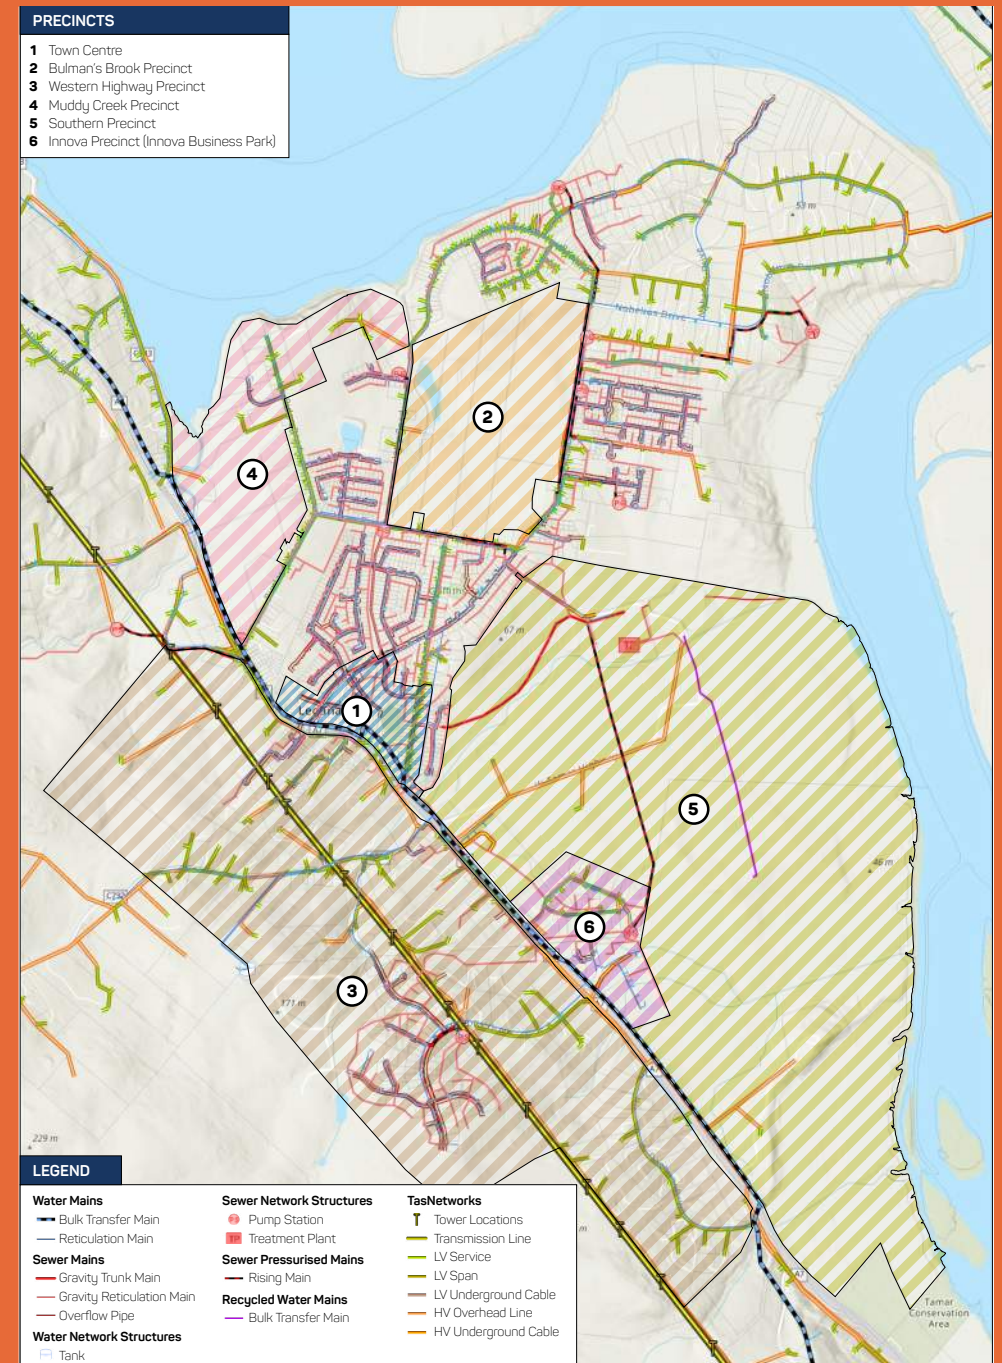 PRECINCTS
1 Town Centre
2 Bulman's Brook Precinct
3 Western Highway Precinct
4 Muddy Creek Precinct
5 Southern Precinct
6 Innova Precinct (Innova Business Park)
53 m
Nobelius Drive
2
4
67 m
TP
1
5
46 m
6
3
171 m
229 m
A7
Tamar
Conservation
Area
LEGEND
Water Mains
Bulk Transfer Main
Reticulation Main
Sewer Mains
Gravity Trunk Main
Gravity Reticulation Main
Overflow Pipe
Water Network Structures
Tank
Sewer Network Structures
PS Pump Station
TP Treatment Plant
Sewer Pressurised Mains
Rising Main
Recycled Water Mains
Bulk Transfer Main
TasNetworks
Tower Locations
Transmission Line
LV Service
LV Span
LV Underground Cable
HV Overhead Line
HV Underground Cable